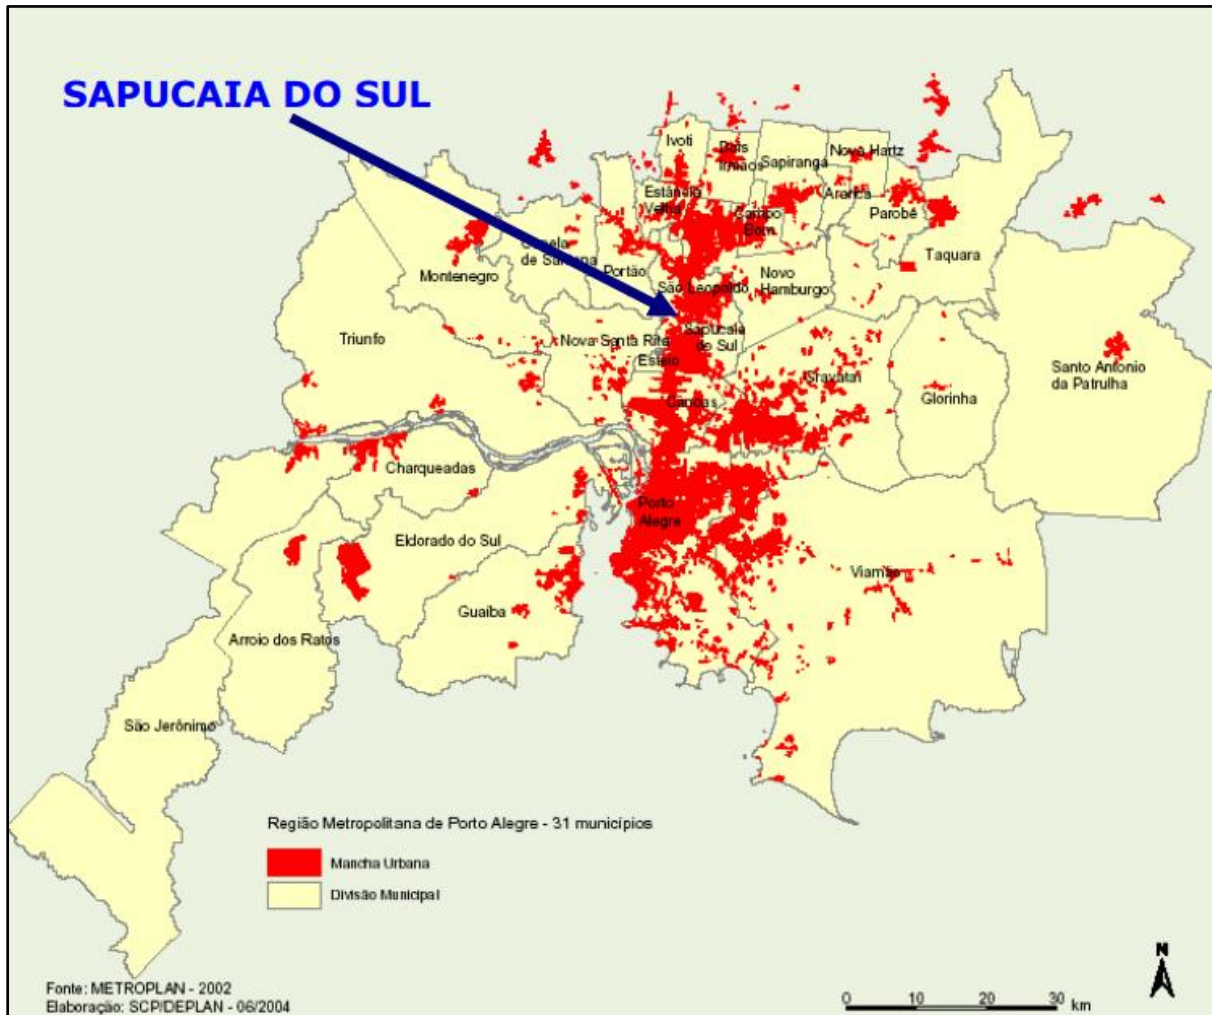 SAPUCAIA DO SUL
Ivoti
Dois
Irmãos
Sapiranga
Nova Hartz
Estância
Velha
Araricá
Campo
Bom
Parobé
Capela
de Santana
Portão
Montenegro
Taquara
São Leopoldo
Novo
Hamburgo
Triunfo
Nova Santa Rita
Sapucaia
do Sul
Esteio
Gravataí
Glorinha
Santo Antonio
da Patrulha
Canoas
Charqueadas
Porto
Alegre
Eldorado do Sul
Viamão
Guaíba
Arroio dos Ratos
São Jerônimo
Região Metropolitana de Porto Alegre - 31 municípios
Mancha Urbana
Divisão Municipal
Fonte: METROPLAN - 2002
Elaboração: SCP/DEPLAN - 06/2004
N
0 10 20 30 km